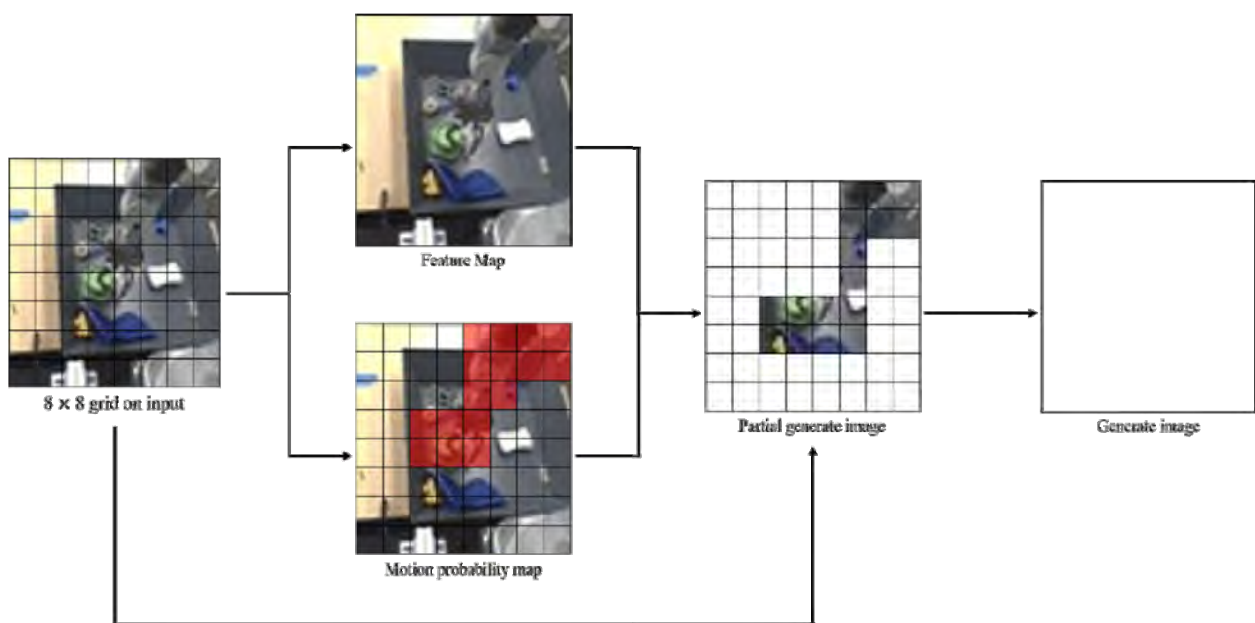 Feature Map
8 × 8 grid on input
Partial generate image
Generate image
Motion probability map